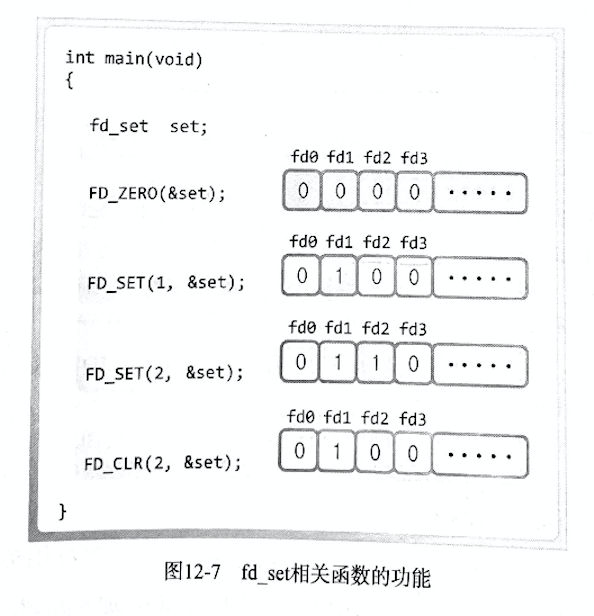 int main(void)
{
fd_set set;
fd0 fd1 fd2 fd3
FD_ZERO(&set); 0 0 0 0 ·····
fd0 fd1 fd2 fd3
FD_SET(1, &set); 0 1 0 0 ·····
fd0 fd1 fd2 fd3
FD_SET(2, &set); 0 1 1 0 ·····
fd0 fd1 fd2 fd3
FD_CLR(2, &set); 0 1 0 0 ·····
}
图12-7 fd_set相关函数的功能